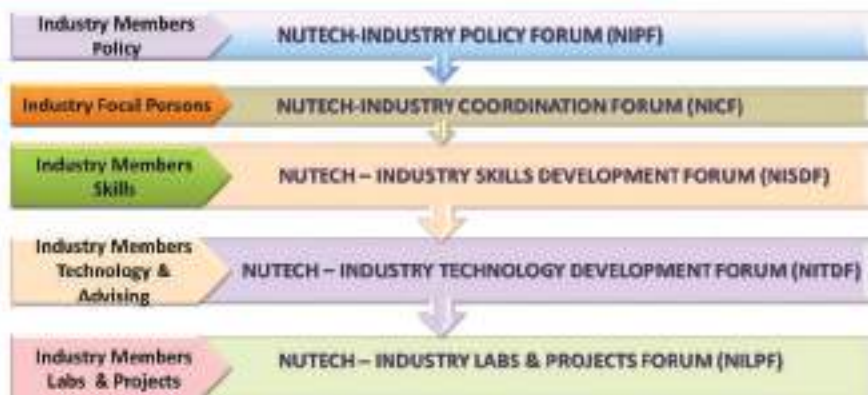 Industry Members
Policy
NUTECH-INDUSTRY POLICY FORUM (NIPF)
Industry Focal Persons
NUTECH-INDUSTRY COORDINATION FORUM (NICF)
Industry Members
Skills
NUTECH – INDUSTRY SKILLS DEVELOPMENT FORUM (NISDF)
Industry Members
Technology &
Advising
NUTECH – INDUSTRY TECHNOLOGY DEVELOPMENT FORUM (NITDF)
Industry Members
Labs & Projects
NUTECH – INDUSTRY LABS & PROJECTS FORUM (NILPF)